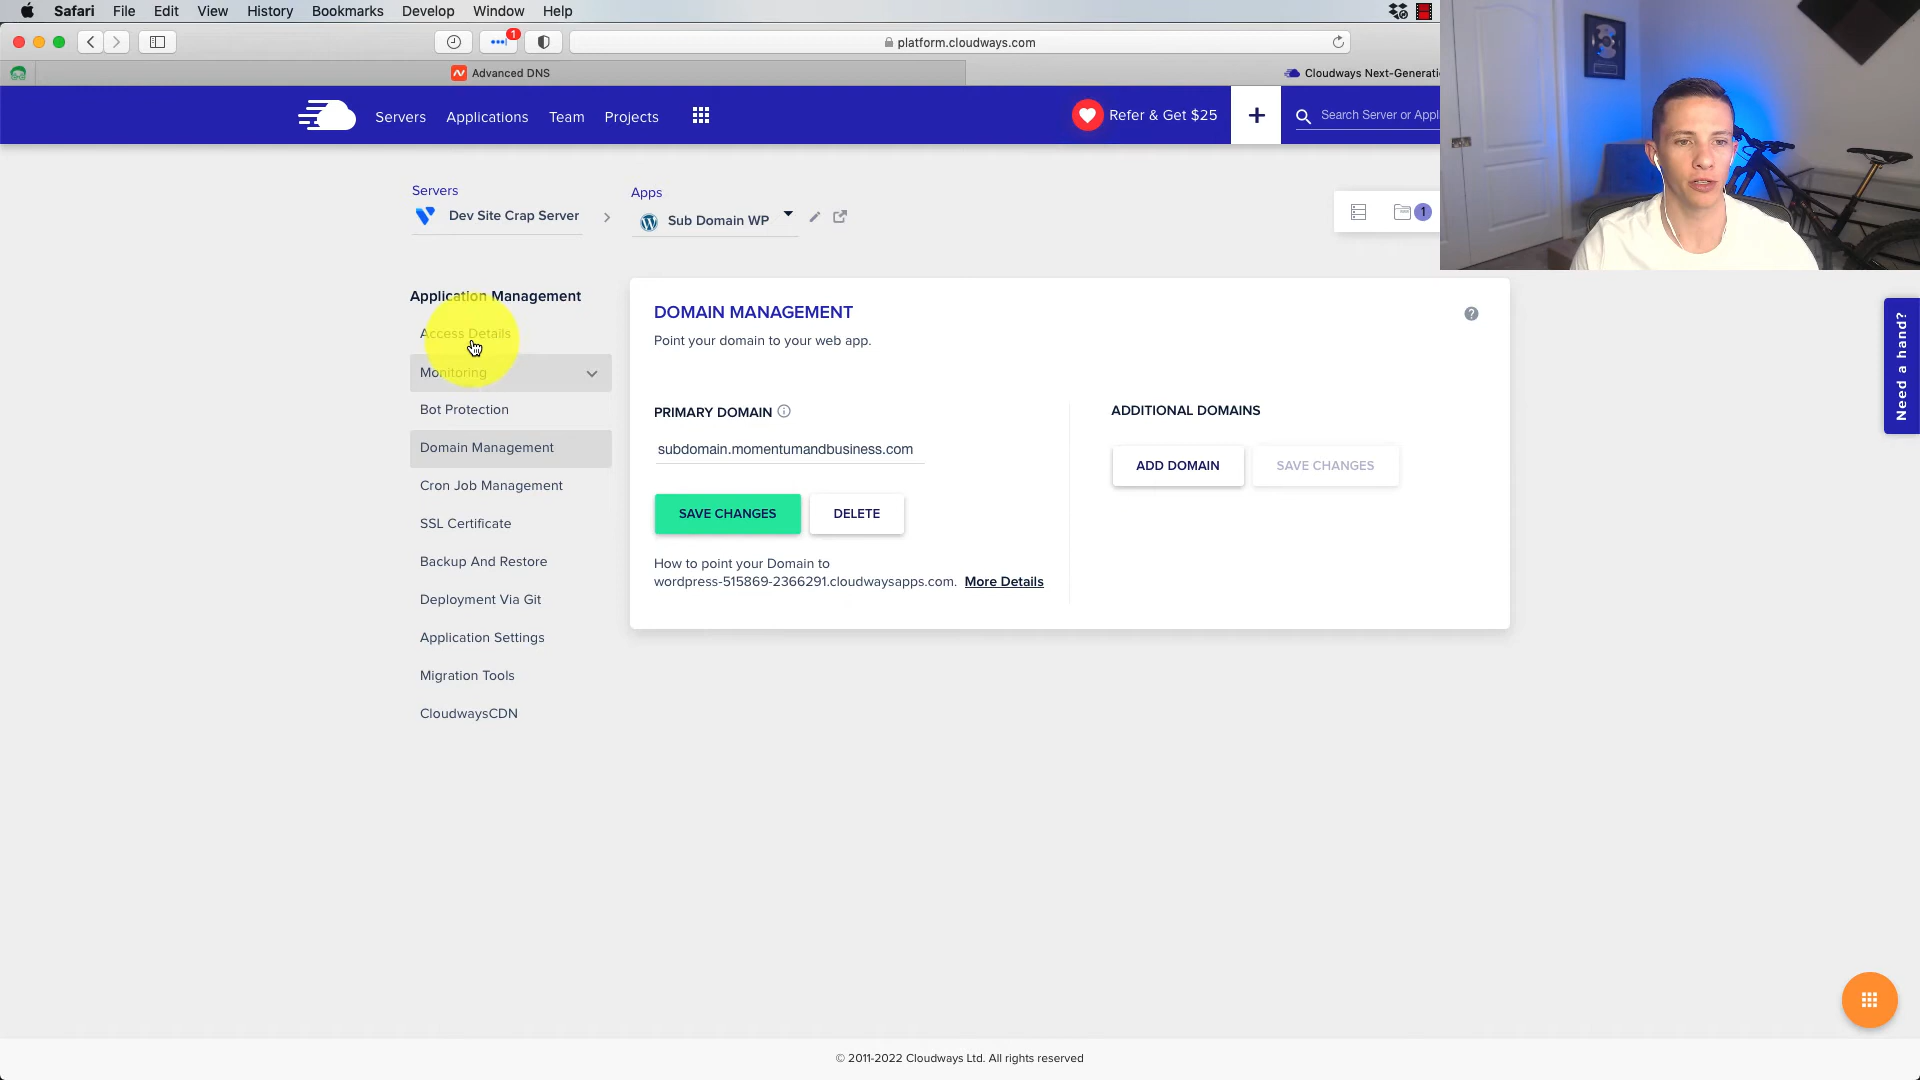 Safari File Edit View History Bookmarks Develop Window Help
1
platform.cloudways.com
Advanced DNS
Cloudways Next-Generati
Servers Applications Team Projects
Refer & Get $25
+
Search Server or Appl
Servers
Dev Site Crap Server
Apps
Sub Domain WP
1
Application Management
Access Details
Monitoring
Bot Protection
Domain Management
Cron Job Management
SSL Certificate
Backup And Restore
Deployment Via Git
Application Settings
Migration Tools
CloudwaysCDN
DOMAIN MANAGEMENT
Point your domain to your web app.
?
PRIMARY DOMAIN
subdomain.momentumandbusiness.com
SAVE CHANGES
DELETE
How to point your Domain to
wordpress-515869-2366291.cloudwaysapps.com. More Details
ADDITIONAL DOMAINS
ADD DOMAIN
SAVE CHANGES
Need a hand?
© 2011-2022 Cloudways Ltd. All rights reserved